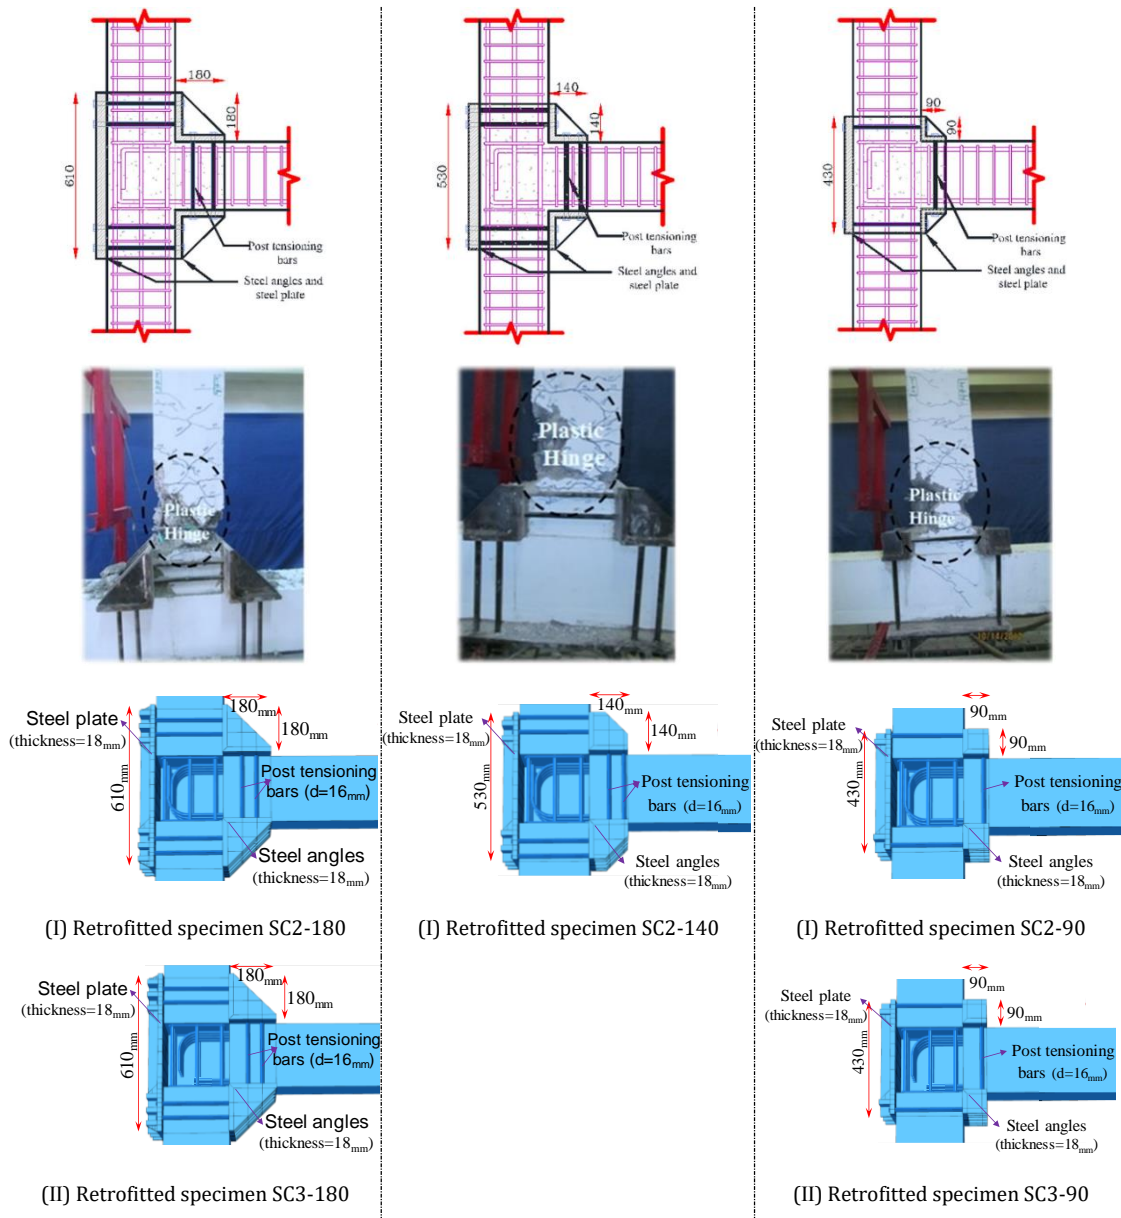 180
180
610
Post tensioning
bars
Steel angles and
steel plate
140
140
530
Post tensioning
bars
Steel angles and
steel plate
90
90
430
Post tensioning
bars
Steel angles and
steel plate
Plastic
Hinge
Plastic
Hinge
Plastic
Hinge
10/14/2012
180mm
180mm
Steel plate
(thickness=18mm)
610mm
Post tensioning
bars (d=16mm)
Steel angles
(thickness=18mm)
(I) Retrofitted specimen SC2-180
140mm
140mm
Steel plate
(thickness=18mm)
530mm
Post tensioning
bars (d=16mm)
Steel angles
(thickness=18mm)
(I) Retrofitted specimen SC2-140
90mm
90mm
Steel plate
(thickness=18mm)
430mm
Post tensioning
bars (d=16mm)
Steel angles
(thickness=18mm)
(I) Retrofitted specimen SC2-90
180mm
180mm
Steel plate
(thickness=18mm)
610mm
Post tensioning
bars (d=16mm)
Steel angles
(thickness=18mm)
(II) Retrofitted specimen SC3-180
90mm
90mm
Steel plate
(thickness=18mm)
430mm
Post tensioning
bars (d=16mm)
Steel angles
(thickness=18mm)
(II) Retrofitted specimen SC3-90